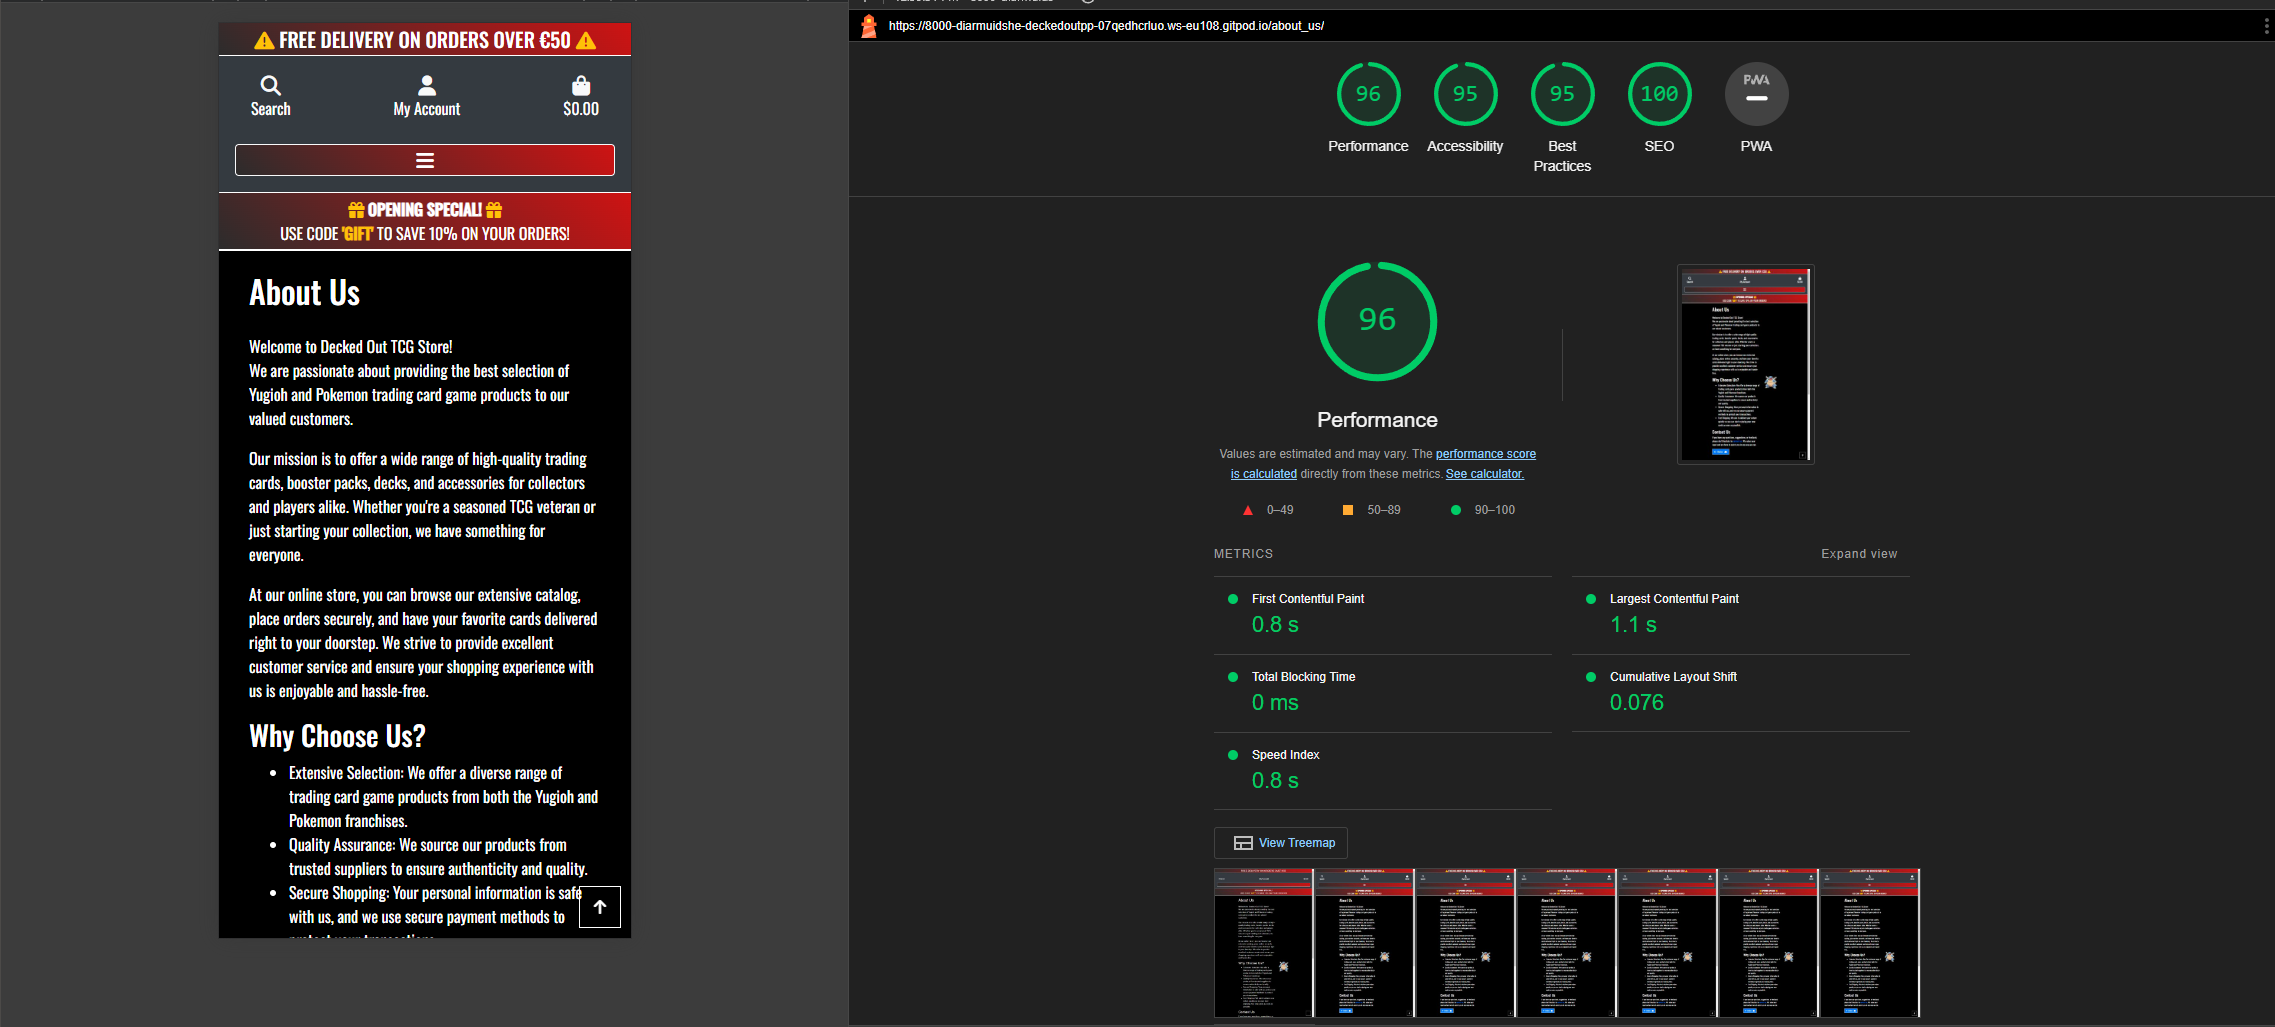 FREE DELIVERY ON ORDERS OVER €50
Search
My Account
$0.00
OPENING SPECIAL!
USE CODE 'GIFT' TO SAVE 10% ON YOUR ORDERS!
About Us
Welcome to Decked Out TCG Store!
We are passionate about providing the best selection of
Yugioh and Pokemon trading card game products to our
valued customers.
Our mission is to offer a wide range of high-quality trading
cards, booster packs, decks, and accessories for collectors
and players alike. Whether you're a seasoned TCG veteran or
just starting your collection, we have something for
everyone.
At our online store, you can browse our extensive catalog,
place orders securely, and have your favorite cards delivered
right to your doorstep. We strive to provide excellent
customer service and ensure your shopping experience with
us is enjoyable and hassle-free.
Why Choose Us?
Extensive Selection: We offer a diverse range of
trading card game products from both the Yugioh and
Pokemon franchises.
Quality Assurance: We source our products from
trusted suppliers to ensure authenticity and quality.
Secure Shopping: Your personal information is safe
with us, and we use secure payment methods to
https://8000-diarmuidshe-deckedoutpp-07qedhcrluo.ws-eu108.gitpod.io/about_us/
96
95
95
100
PWA
Performance
Accessibility
Best
Practices
SEO
PWA
96
Performance
Values are estimated and may vary. The performance score
is calculated directly from these metrics. See calculator.
0–49
50–89
90–100
METRICS
Expand view
First Contentful Paint
0.8 s
Largest Contentful Paint
1.1 s
Total Blocking Time
0 ms
Cumulative Layout Shift
0.076
Speed Index
0.8 s
View Treemap